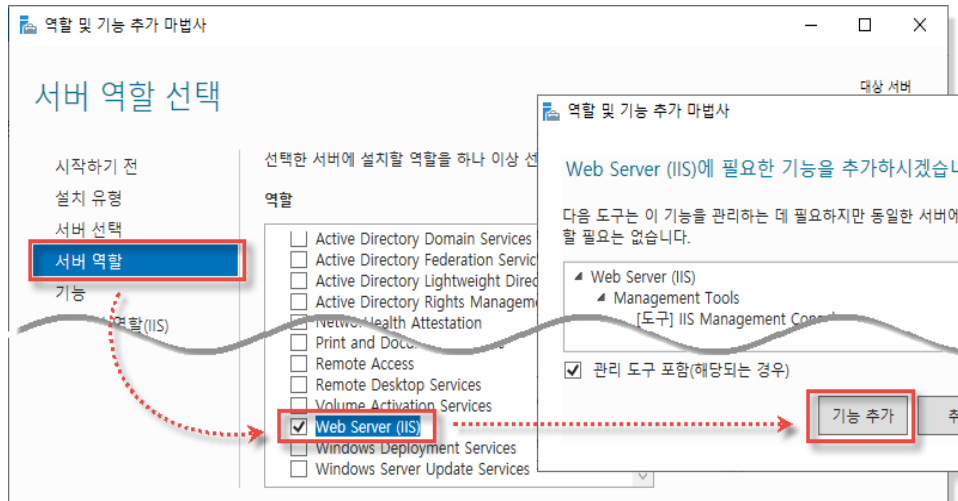 역할 및 기능 추가 마법사
서버 역할 선택
대상 서버
시작하기 전
설치 유형
서버 선택
서버 역할
기능
역할(IIS)
선택한 서버에 설치할 역할을 하나 이상 선
역할
Active Directory Domain Services
Active Directory Federation Servic
Active Directory Lightweight Direc
Active Directory Rights Managem
Health Attestation
Print and
Remote Access
Remote Desktop Services
Volume Activation Services
Web Server (IIS)
Windows Deployment Services
Windows Server Update Services
역할 및 기능 추가 마법사
Web Server (IIS)에 필요한 기능을 추가하시겠습니
다음 도구는 이 기능을 관리하는 데 필요하지만 동일한 서버에
할 필요는 없습니다.
Web Server (IIS)
Management Tools
[도구] IIS Management
관리 도구 포함(해당되는 경우)
기능 추가